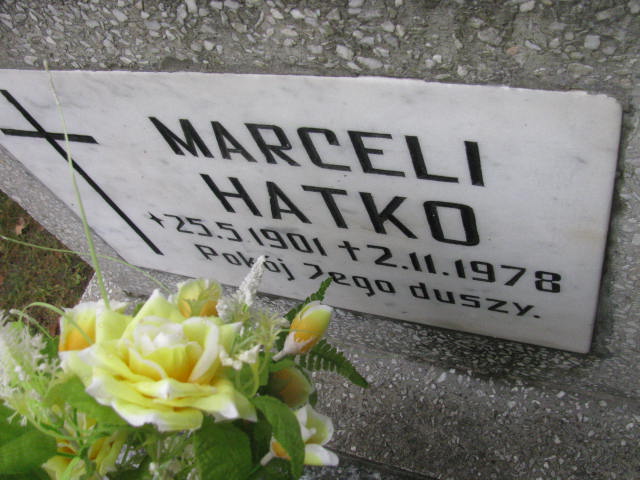 MARCELI
HATKO
*25.5.1901 +2.11.1978
Pokój Jego duszy.